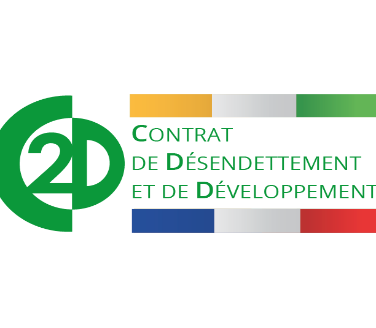 C2D
CONTRAT
DE DÉSENDETTEMENT
ET DE DÉVELOPPEMENT